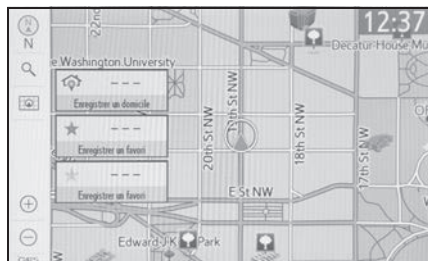 12:37
N
22nd
Decatur House Mu
e Washington University
– – –
Enregistrer un domicile
– – –
Enregistrer un favori
– – –
Enregistrer un favori
20th St NW
19th St NW
18th St NW
17th St NW
E St NW
Edward J K Park